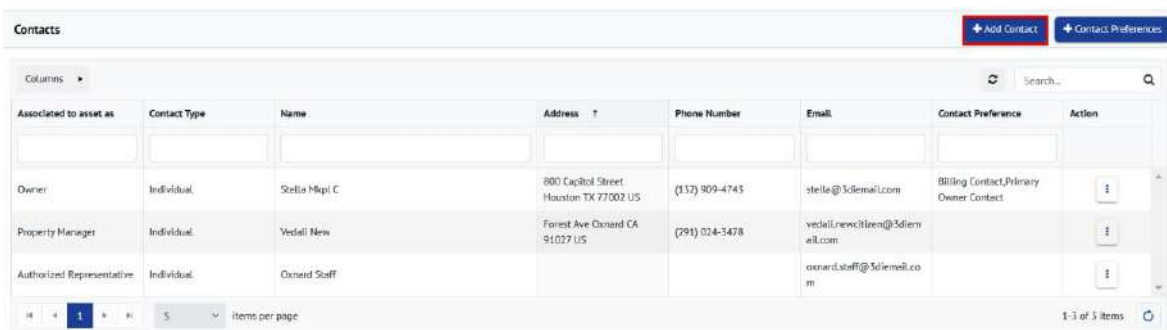 Contacts
+ Add Contact
+ Contact Preferences
Columns
Search...
Associated to asset as Contact Type Name Address ↑ Phone Number Email Contact Preference Action
Owner Individual Stella Mkpl C 800 Capitol Street Houston TX 77002 US (132) 909-4743 stella@3diemail.com Billing Contact,Primary Owner Contact
Property Manager Individual Vedali New Forest Ave Oxnard CA 91027 US (291) 024-3478 vedali.newcitizen@3diemail.com
Authorized Representative Individual Oxnard Staff oxnard.staff@3diemail.com
1 5 items per page 1-3 of 3 items